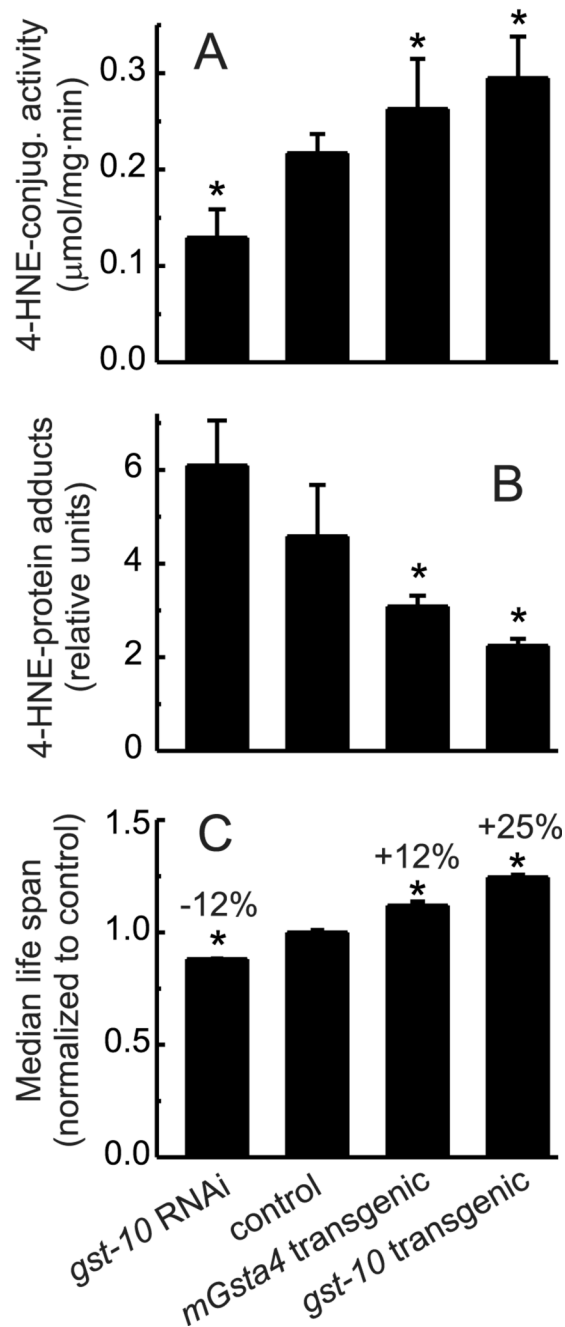 A
4-HNE-conjug. activity
(μmol/mg·min)
0.3
0.2
0.1
0.0
*
*
*
B
4-HNE-protein adducts
(relative units)
6
4
2
0
*
*
C
Median life span
(normalized to control)
1.5
1.0
0.5
0.0
-12%
*
+12%
*
+25%
*
gst-10 RNAi
control
mGsta4 transgenic
gst-10 transgenic